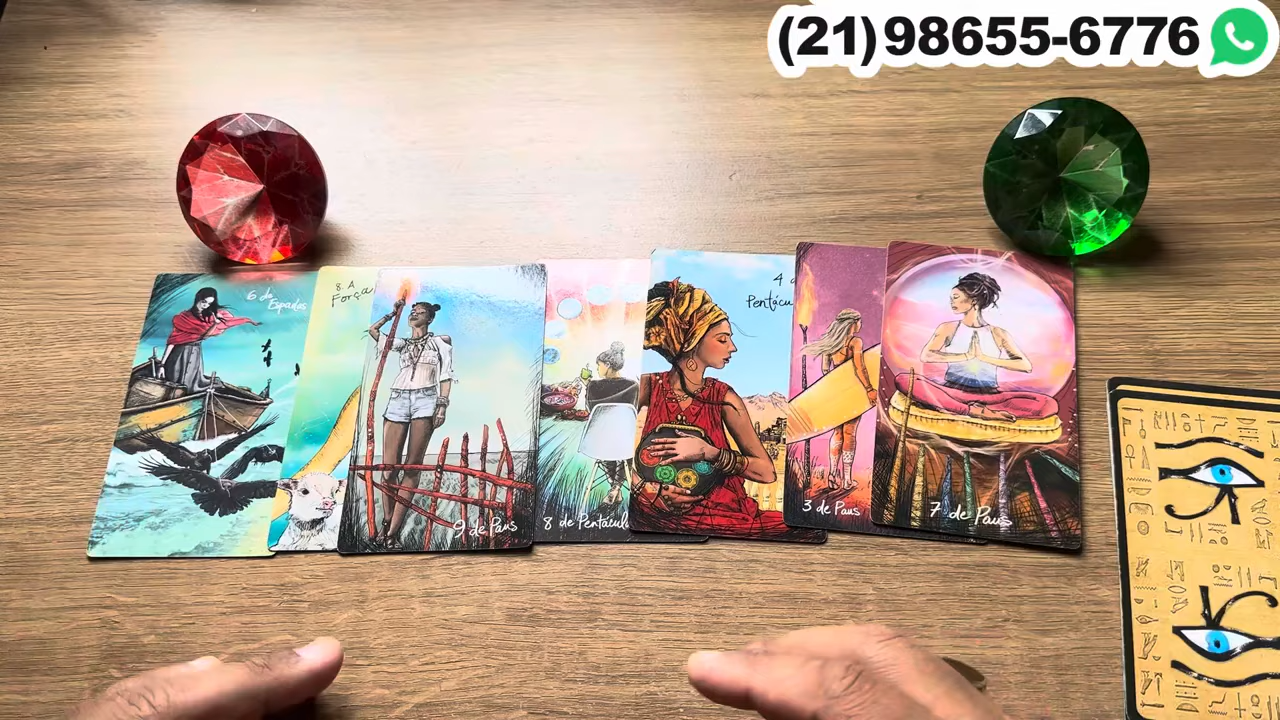 (21)98655-6776
6 de
Espadas
8 A
Força
9 de Paus
8 de Pentácul
4 d
Pentácu
3 de Paus
7 de Paus